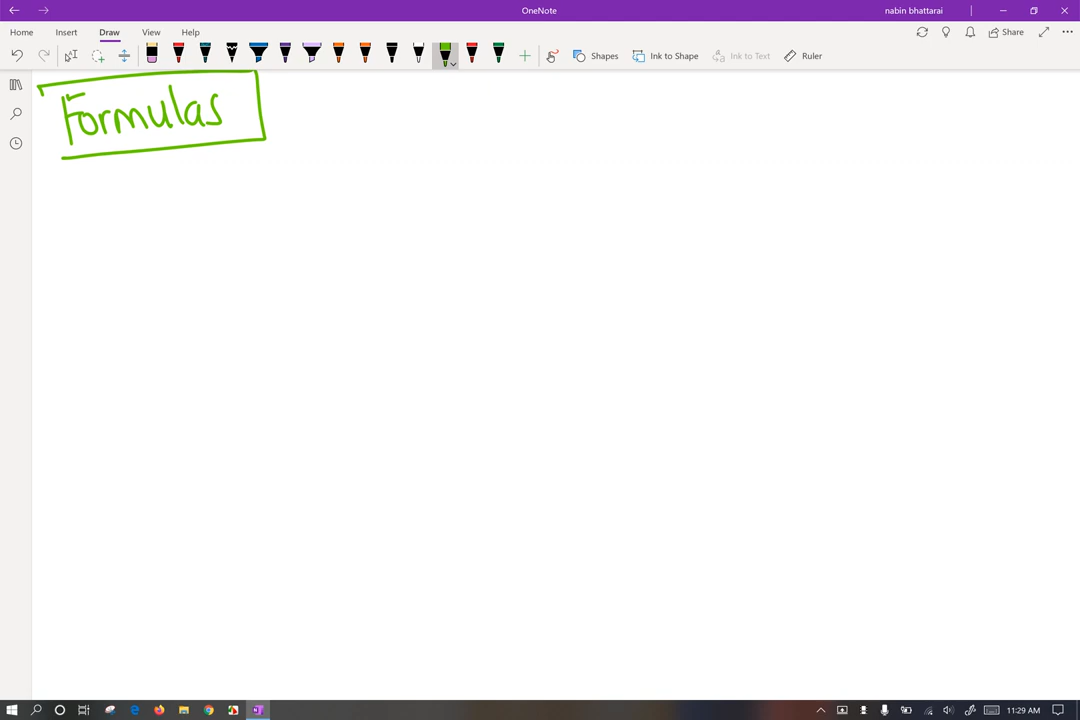 OneNote
nabin bhattarai
Home Insert Draw View Help
Share
Shapes Ink to Shape Ink to Text Ruler
Formulas
11:29 AM